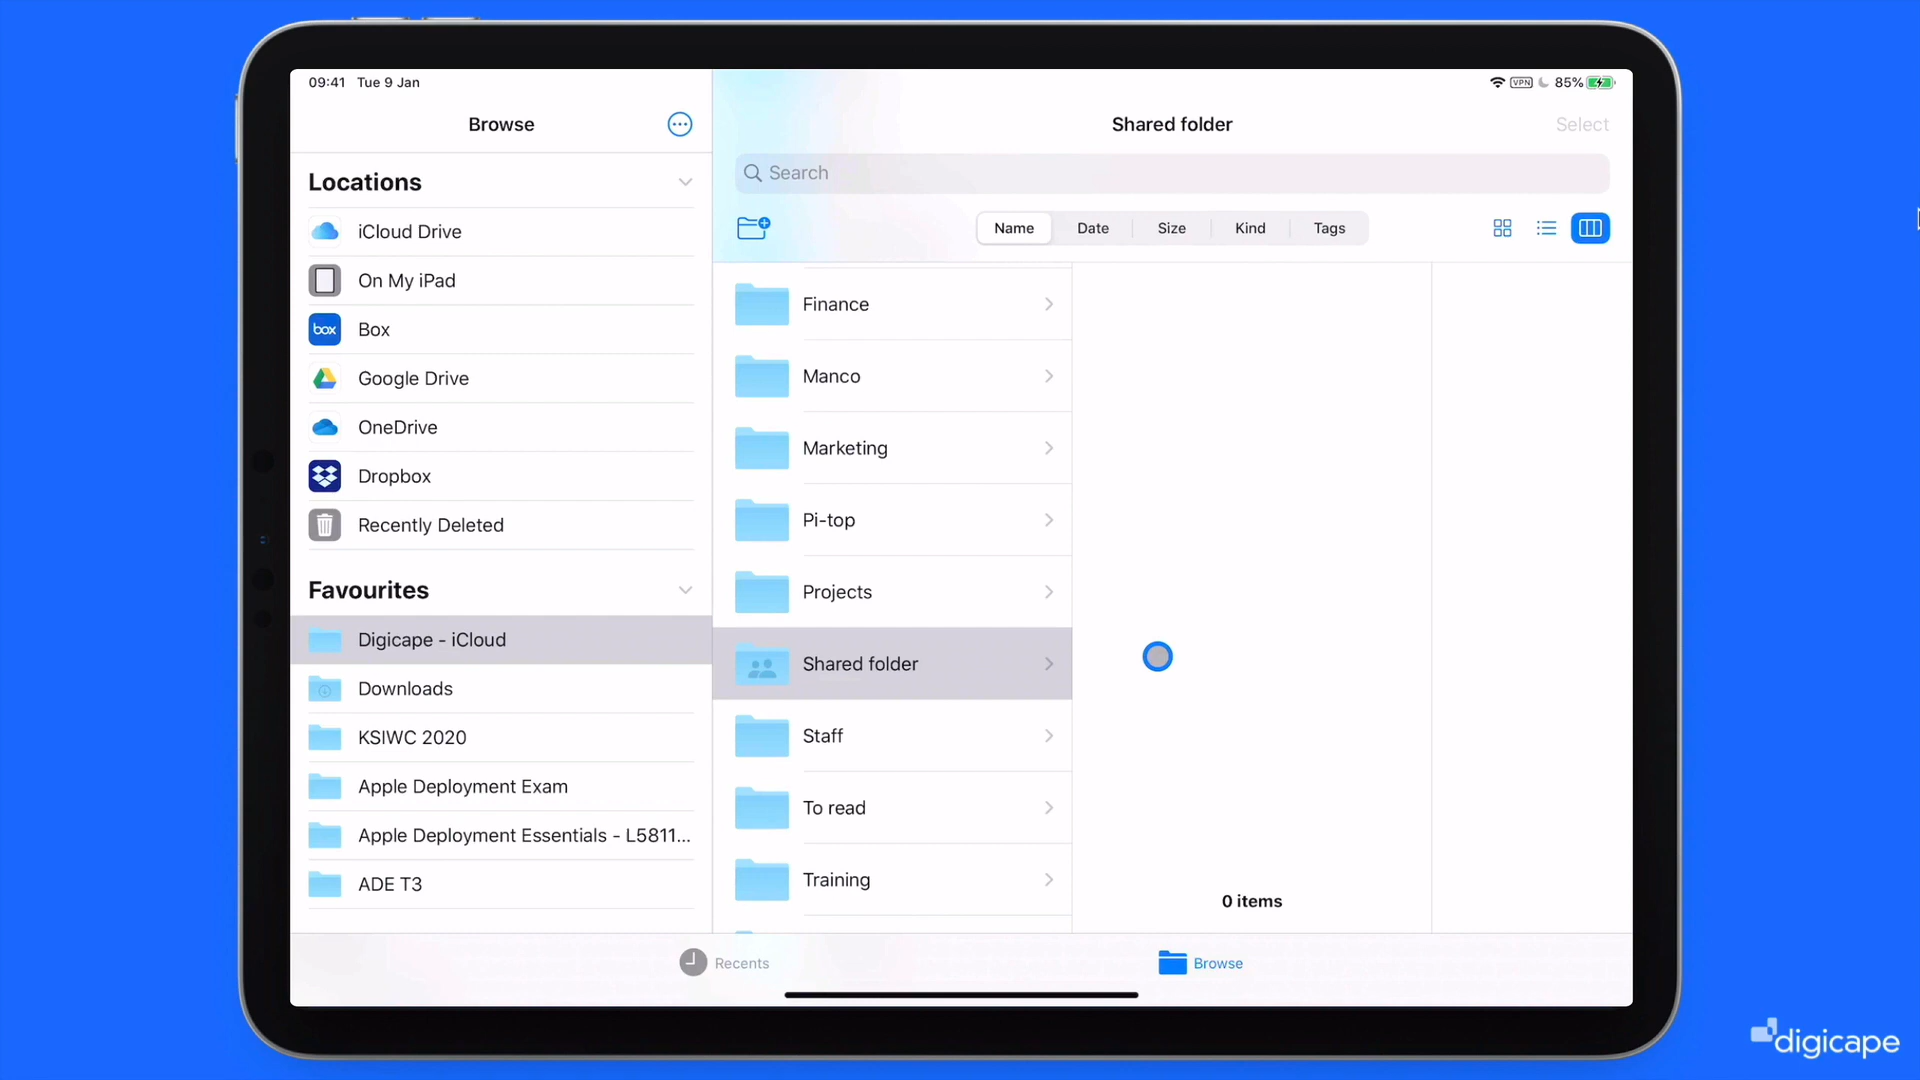 09:41 Tue 9 Jan
VPN 85%
Browse
Shared folder
Select
Locations
Search
iCloud Drive
Name Date Size Kind Tags
On My iPad
box Box
Google Drive
OneDrive
Dropbox
Recently Deleted
Favourites
Digicape - iCloud
Downloads
KSIWC 2020
Apple Deployment Exam
Apple Deployment Essentials - L5811...
ADE T3
Finance
Manco
Marketing
Pi-top
Projects
Shared folder
Staff
To read
Training
0 items
Recents
Browse
digicape